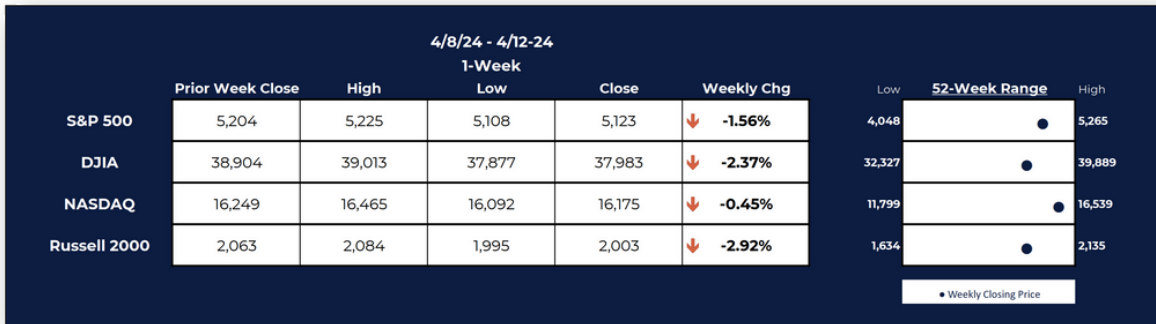 4/8/24 - 4/12-24
1-Week
Prior Week Close High Low Close Weekly Chg Low 52-Week Range High
S&P 500 5,204 5,225 5,108 5,123 -1.56% 4,048 5,265
DJIA 38,904 39,013 37,877 37,983 -2.37% 32,327 39,889
NASDAQ 16,249 16,465 16,092 16,175 -0.45% 11,799 16,539
Russell 2000 2,063 2,084 1,995 2,003 -2.92% 1,634 2,135
Weekly Closing Price